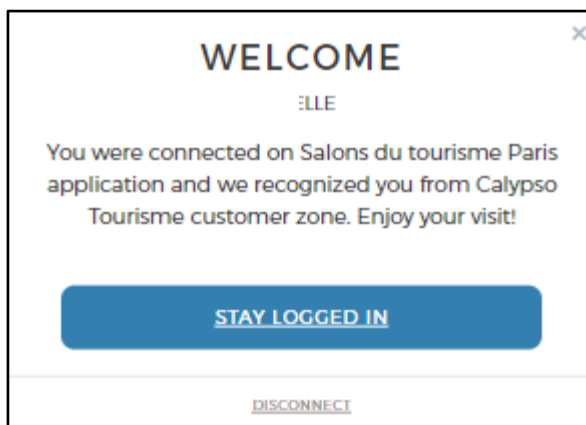 WELCOME
ELLE
You were connected on Salons du tourisme Paris
application and we recognized you from Calypso
Tourisme customer zone. Enjoy your visit!
STAY LOGGED IN
DISCONNECT